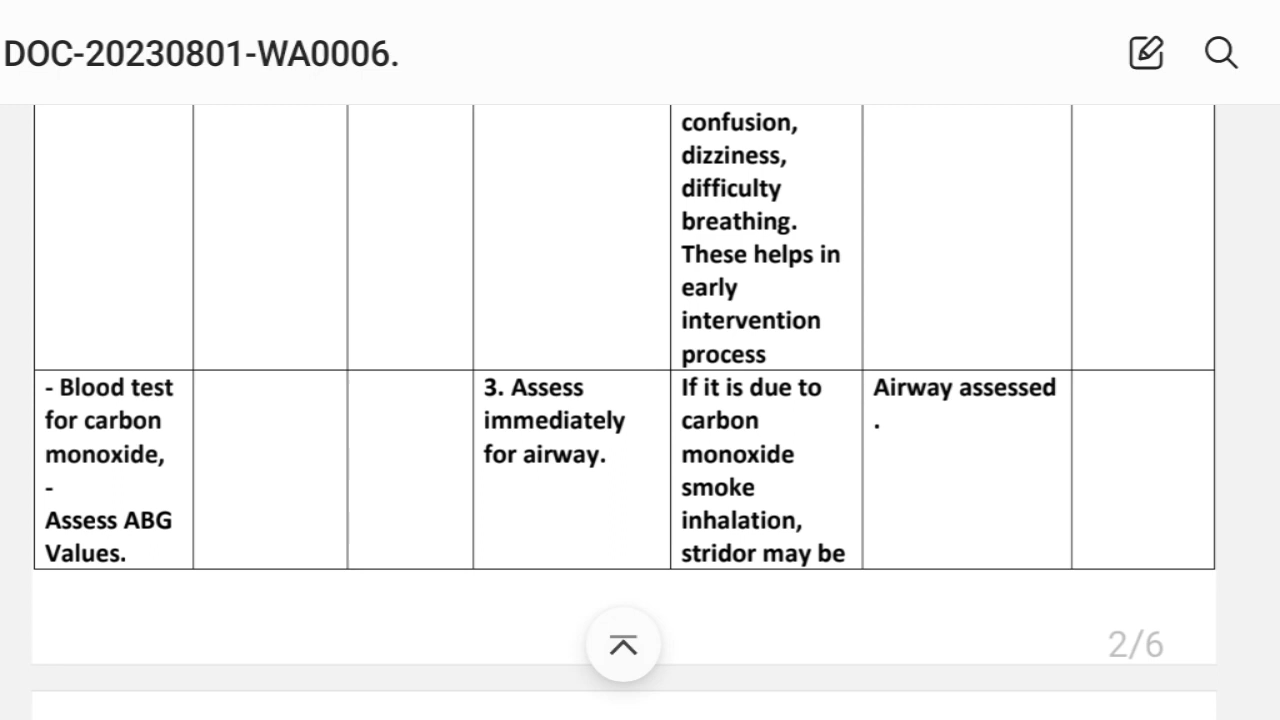 DOC-20230801-WA0006.
confusion,
dizziness,
difficulty
breathing.
These helps in
early
intervention
process
- Blood test
for carbon
monoxide,
-
Assess ABG
Values.
3. Assess
immediately
for airway.
If it is due to
carbon
monoxide
smoke
inhalation,
stridor may be
Airway assessed
.
2/6